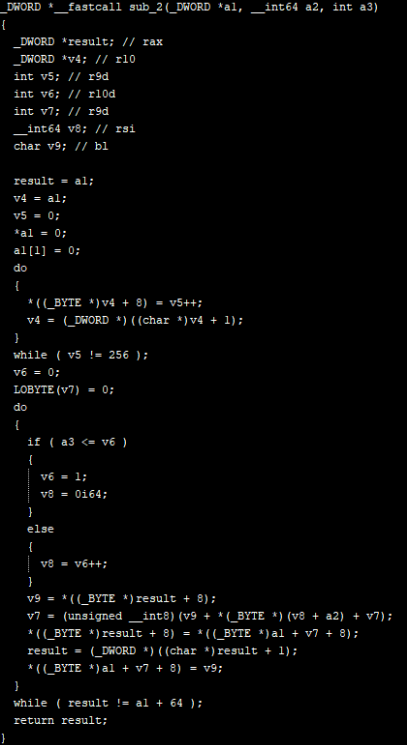 _DWORD *__fastcall sub_2(_DWORD *a1, __int64 a2, int a3)
{
  _DWORD *result; // rax
  _DWORD *v4; // r10
  int v5; // r9d
  int v6; // r10d
  int v7; // r9d
  __int64 v8; // rsi
  char v9; // bl

  result = a1;
  v4 = a1;
  v5 = 0;
  *a1 = 0;
  a1[1] = 0;
  do
  {
    *((_BYTE *)v4 + 8) = v5++;
    v4 = (_DWORD *)((char *)v4 + 1);
  }
  while ( v5 != 256 );
  v6 = 0;
  LOBYTE(v7) = 0;
  do
  {
    if ( a3 <= v6 )
    {
      v6 = 1;
      v8 = 0i64;
    }
    else
    {
      v8 = v6++;
    }
    v9 = *((_BYTE *)result + 8);
    v7 = (unsigned __int8)(v9 + *(_BYTE *)(v8 + a2) + v7);
    *((_BYTE *)result + 8) = *((_BYTE *)a1 + v7 + 8);
    result = (_DWORD *)((char *)result + 1);
    *((_BYTE *)a1 + v7 + 8) = v9;
  }
  while ( result != a1 + 64 );
  return result;
}